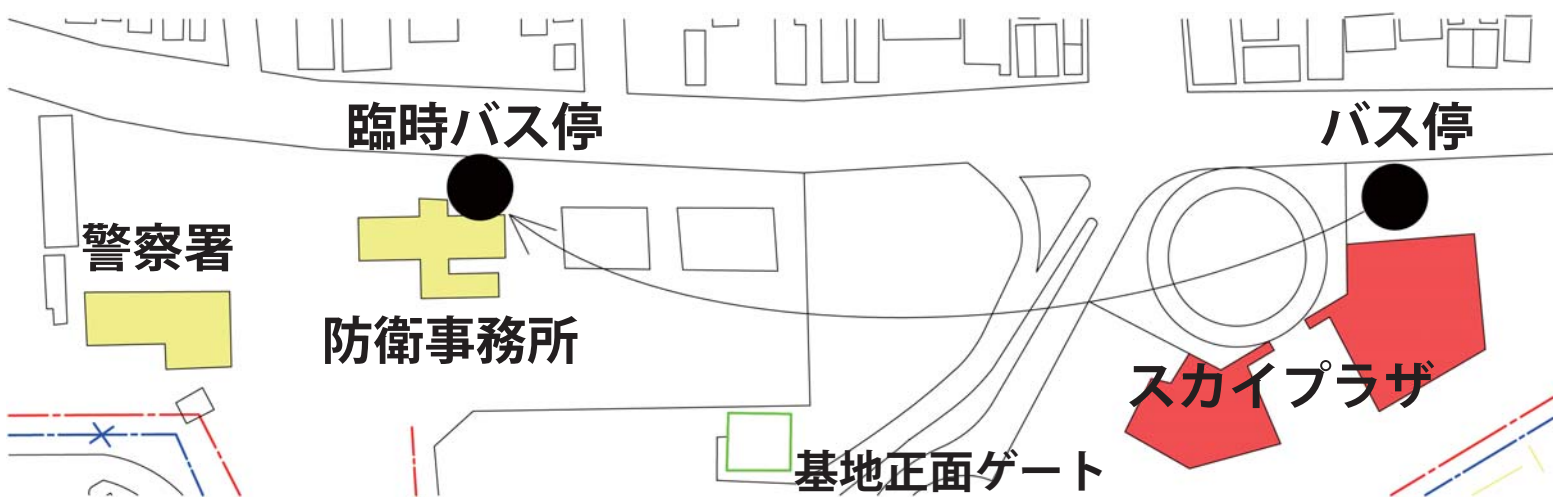 臨時バス停
バス停
警察署
防衛事務所
スカイプラザ
基地正面ゲート